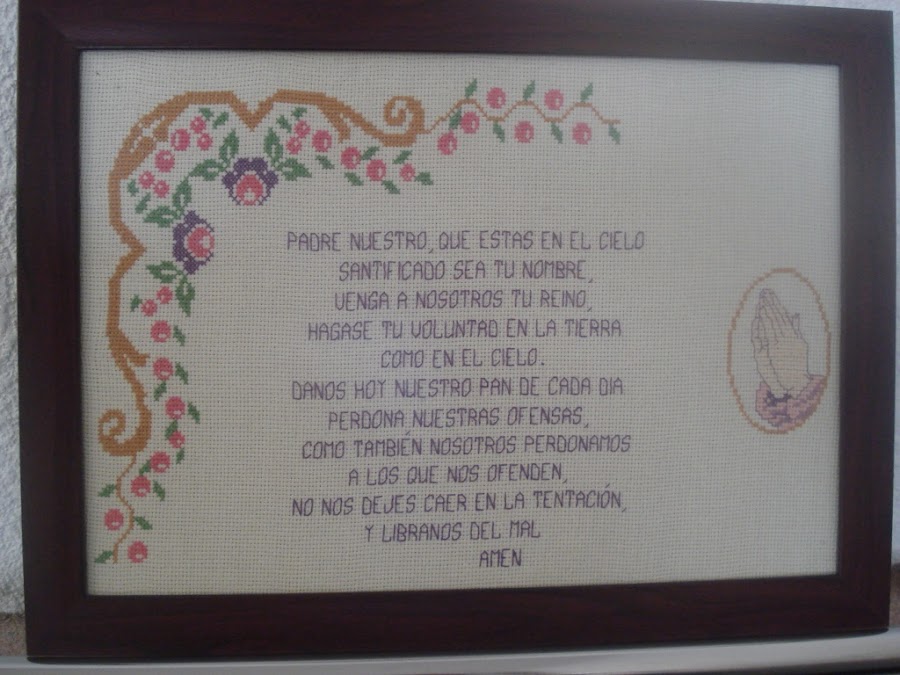 PADRE NUESTRO, QUE ESTAS EN EL CIELO
SANTIFICADO SEA TU NOMBRE,
VENGA A NOSOTROS TU REINO,
HAGASE TU VOLUNTAD EN LA TIERRA
COMO EN EL CIELO.
DANOS HOY NUESTRO PAN DE CADA DIA
PERDONA NUESTRAS OFENSAS,
COMO TAMBIÉN NOSOTROS PERDONAMOS
A LOS QUE NOS OFENDEN,
NO NOS DEJES CAER EN LA TENTACIÓN,
Y LIBRANOS DEL MAL
AMEN